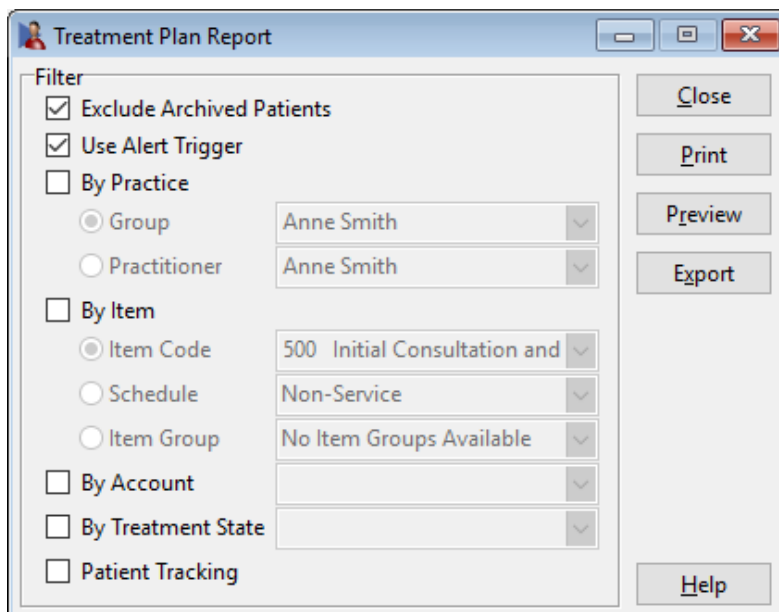 Treatment Plan Report
Filter
Exclude Archived Patients
Use Alert Trigger
By Practice
Group Anne Smith
Practitioner Anne Smith
By Item
Item Code 500 Initial Consultation and
Schedule Non-Service
Item Group No Item Groups Available
By Account
By Treatment State
Patient Tracking
Close
Print
Preview
Export
Help